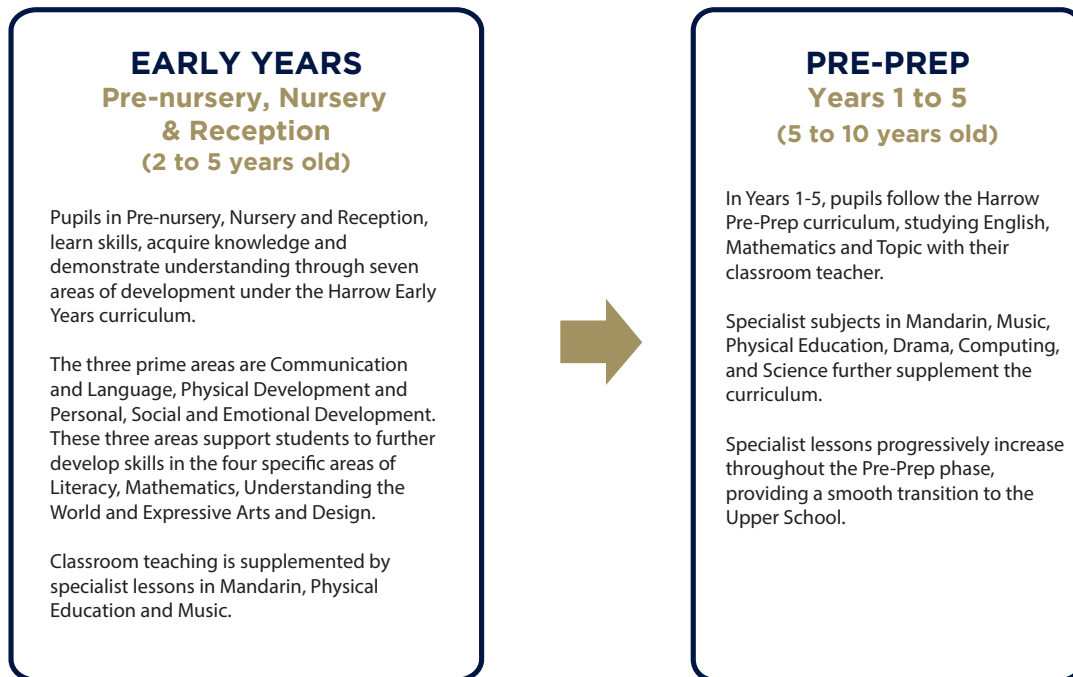 EARLY YEARS
Pre-nursery, Nursery
& Reception
(2 to 5 years old)
Pupils in Pre-nursery, Nursery and Reception,
learn skills, acquire knowledge and
demonstrate understanding through seven
areas of development under the Harrow Early
Years curriculum.
The three prime areas are Communication
and Language, Physical Development and
Personal, Social and Emotional Development.
These three areas support students to further
develop skills in the four specific areas of
Literacy, Mathematics, Understanding the
World and Expressive Arts and Design.
Classroom teaching is supplemented by
specialist lessons in Mandarin, Physical
Education and Music.
PRE-PREP
Years 1 to 5
(5 to 10 years old)
In Years 1-5, pupils follow the Harrow
Pre-Prep curriculum, studying English,
Mathematics and Topic with their
classroom teacher.
Specialist subjects in Mandarin, Music,
Physical Education, Drama, Computing,
and Science further supplement the
curriculum.
Specialist lessons progressively increase
throughout the Pre-Prep phase,
providing a smooth transition to the
Upper School.